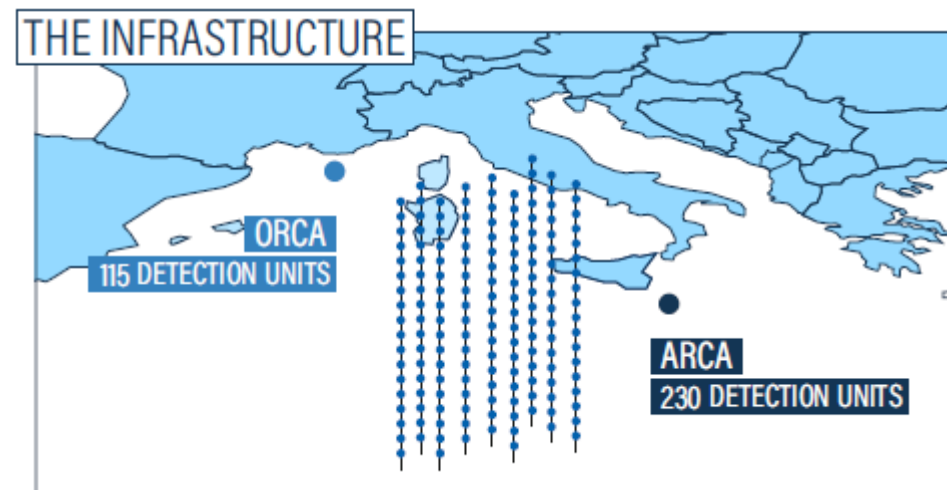 THE INFRASTRUCTURE
ORCA
115 DETECTION UNITS
ARCA
230 DETECTION UNITS